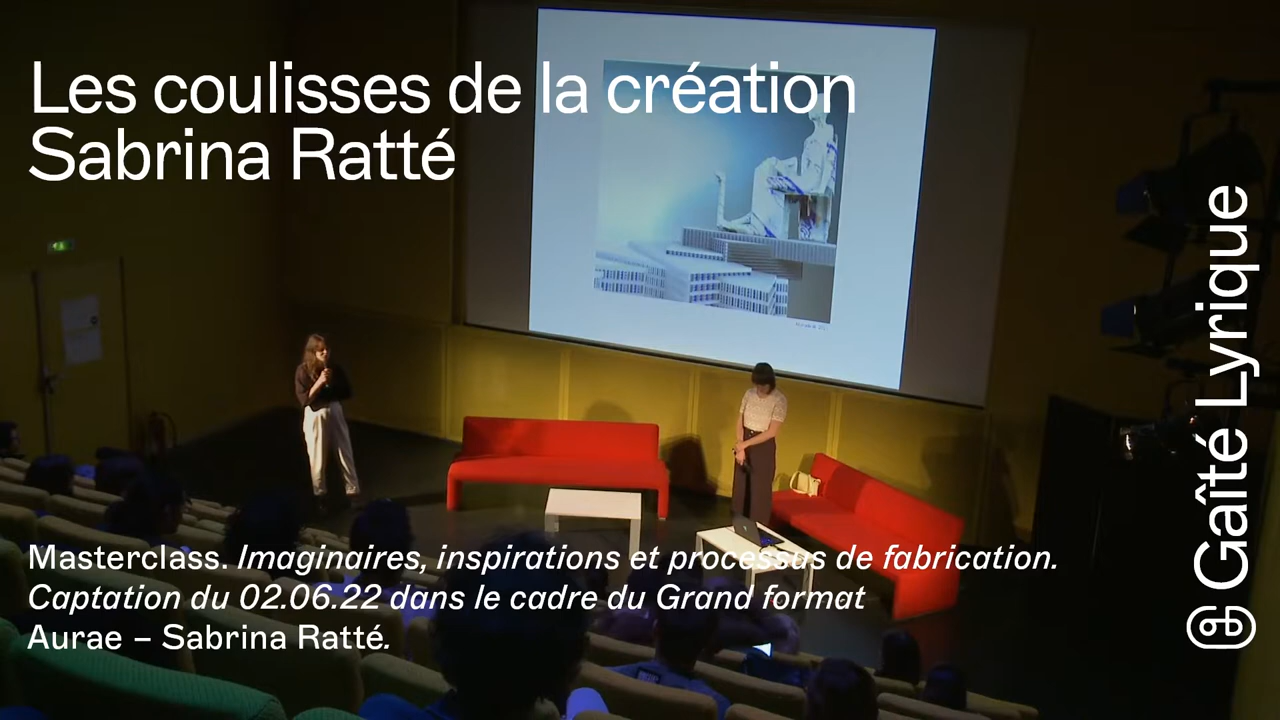 Les coulisses de la création
Sabrina Ratté
Gaîté Lyrique
Masterclass. Imaginaires, inspirations et processus de fabrication.
Captation du 02.06.22 dans le cadre du Grand format
Aurae – Sabrina Ratté.